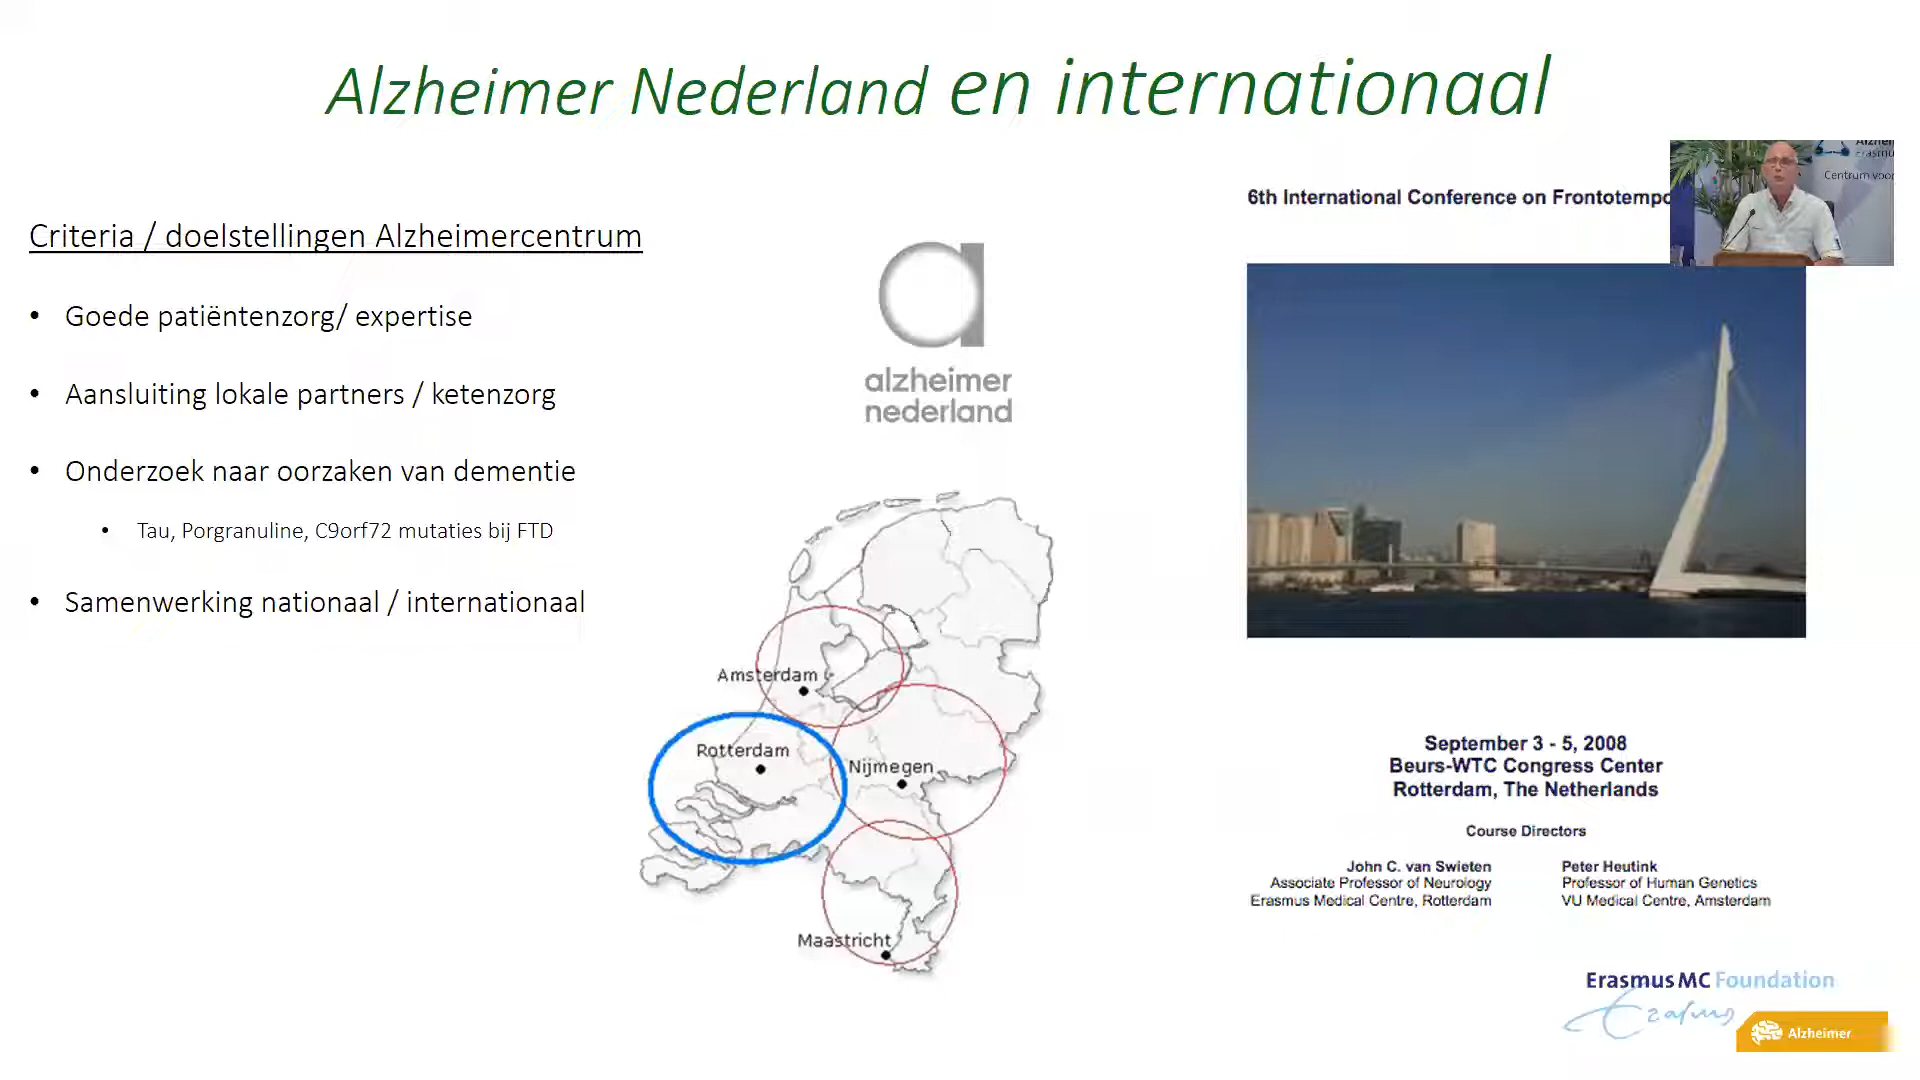 Alzheimer Nederland en internationaal
Criteria / doelstellingen Alzheimercentrum
• Goede patiëntenzorg/ expertise
• Aansluiting lokale partners / ketenzorg
• Onderzoek naar oorzaken van dementie
• Tau, Porgranuline, C9orf72 mutaties bij FTD
• Samenwerking nationaal / internationaal
alzheimer
nederland
Amsterdam
Rotterdam
Nijmegen
Maastricht
6th International Conference on
Centrum voor
September 3 - 5, 2008
Beurs-WTC Congress Center
Rotterdam, The Netherlands
Course Directors
John C. van Swieten
Associate Professor of Neurology
Erasmus Medical Centre, Rotterdam
Peter Heutink
Professor of Human Genetics
VU Medical Centre, Amsterdam
Erasmus MC Foundation
Erasmus
Alzheimer